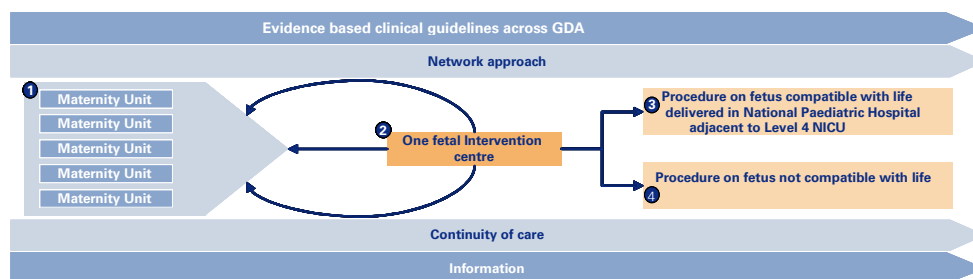 Evidence based clinical guidelines across GDA
Network approach
1
Maternity Unit
Maternity Unit
Maternity Unit
Maternity Unit
Maternity Unit
2
One fetal Intervention
centre
3
Procedure on fetus compatible with life
delivered in National Paediatric Hospital
adjacent to Level 4 NICU
Procedure on fetus not compatible with life
4
Continuity of care
Information